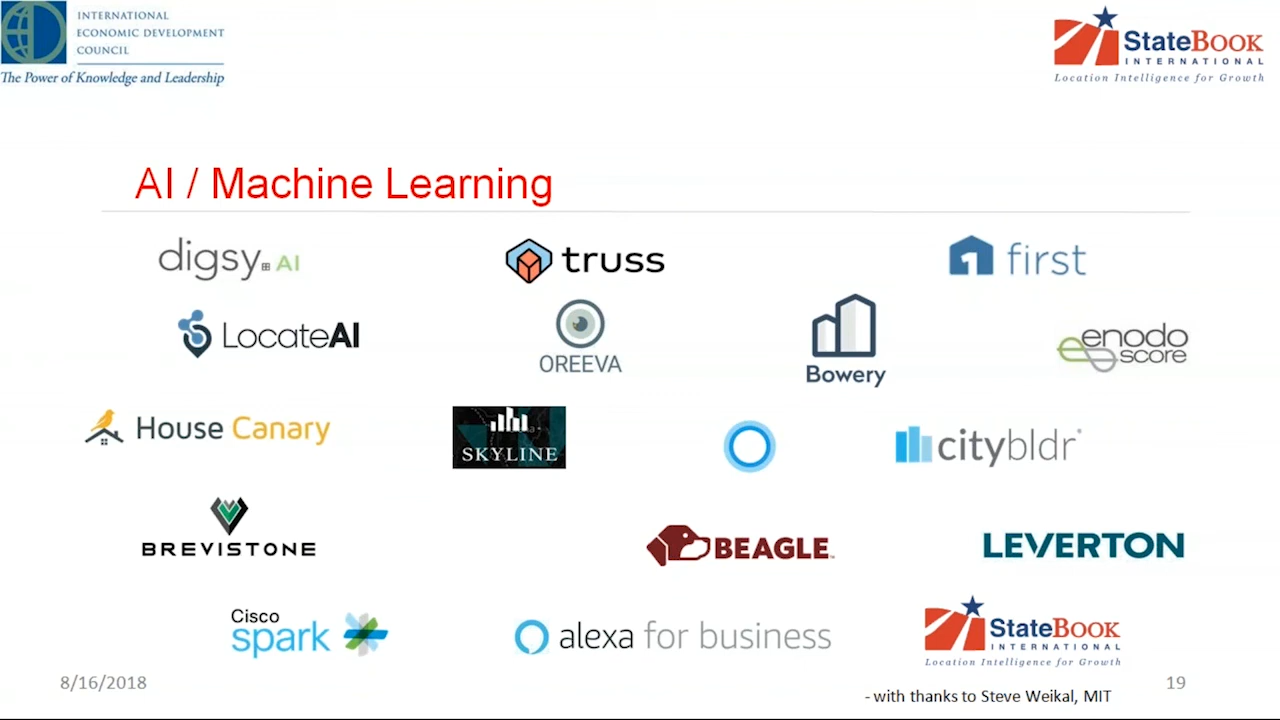 INTERNATIONAL
ECONOMIC DEVELOPMENT
COUNCIL
The Power of Knowledge and Leadership
StateBook
INTERNATIONAL
Location Intelligence for Growth
AI / Machine Learning
digsy AI
truss
1 first
LocateAI
OREEVA
Bowery
enodo
score
House Canary
SKYLINE
citybldr
BREVISTONE
BEAGLE™
LEVERTON
Cisco
spark
alexa for business
StateBook
INTERNATIONAL
Location Intelligence for Growth
8/16/2018
19
- with thanks to Steve Weikal, MIT